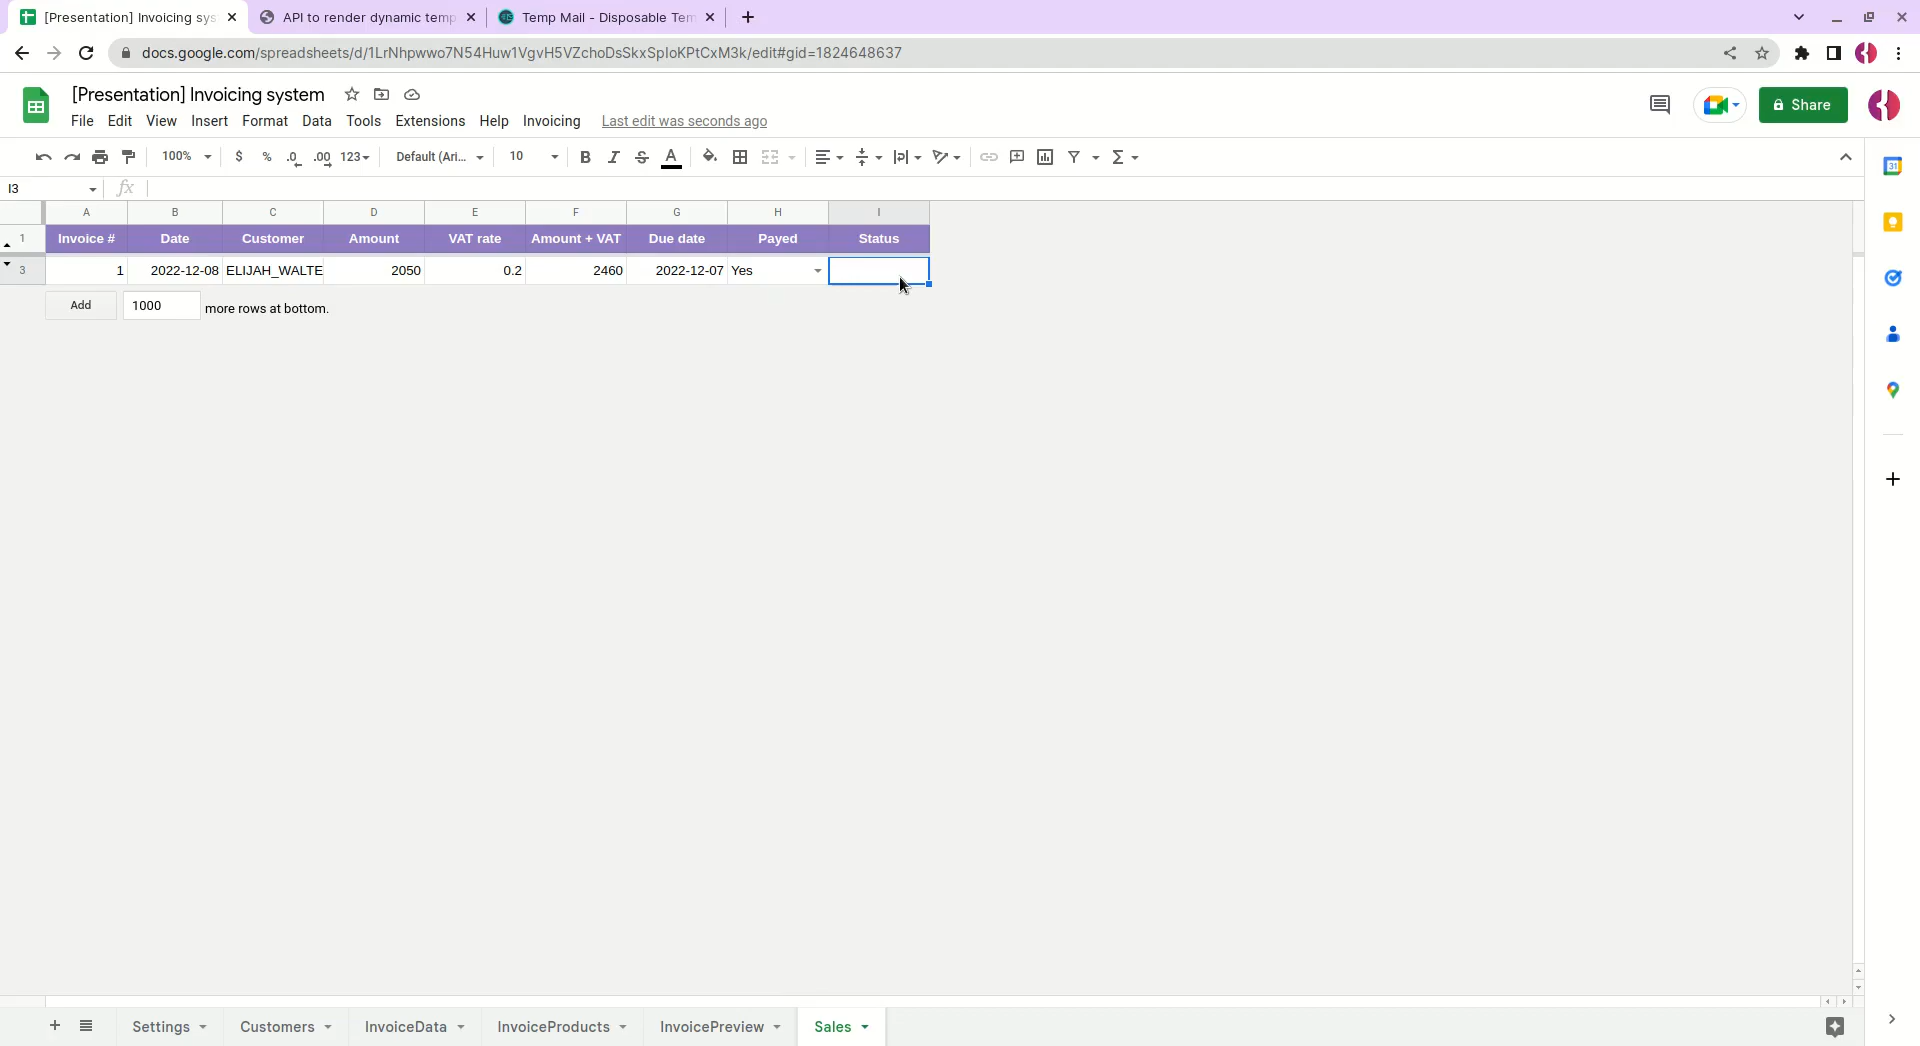 [Presentation] Invoicing sys
API to render dynamic temp
Temp Mail - Disposable Tem
docs.google.com/spreadsheets/d/1LrNhpwwo7N54Huw1VgvH5VZchoDsSkxSpIoKPtCxM3k/edit#gid=1824648637
[Presentation] Invoicing system
Share
File Edit View Insert Format Data Tools Extensions Help Invoicing Last edit was seconds ago
100% $ % .0 .00 123 Default (Ari... 10 B I S A
I3 fx
A B C D E F G H I
1 Invoice # Date Customer Amount VAT rate Amount + VAT Due date Payed Status
3 1 2022-12-08 ELIJAH_WALTE 2050 0.2 2460 2022-12-07 Yes
Add 1000 more rows at bottom.
31
Settings Customers InvoiceData InvoiceProducts InvoicePreview Sales